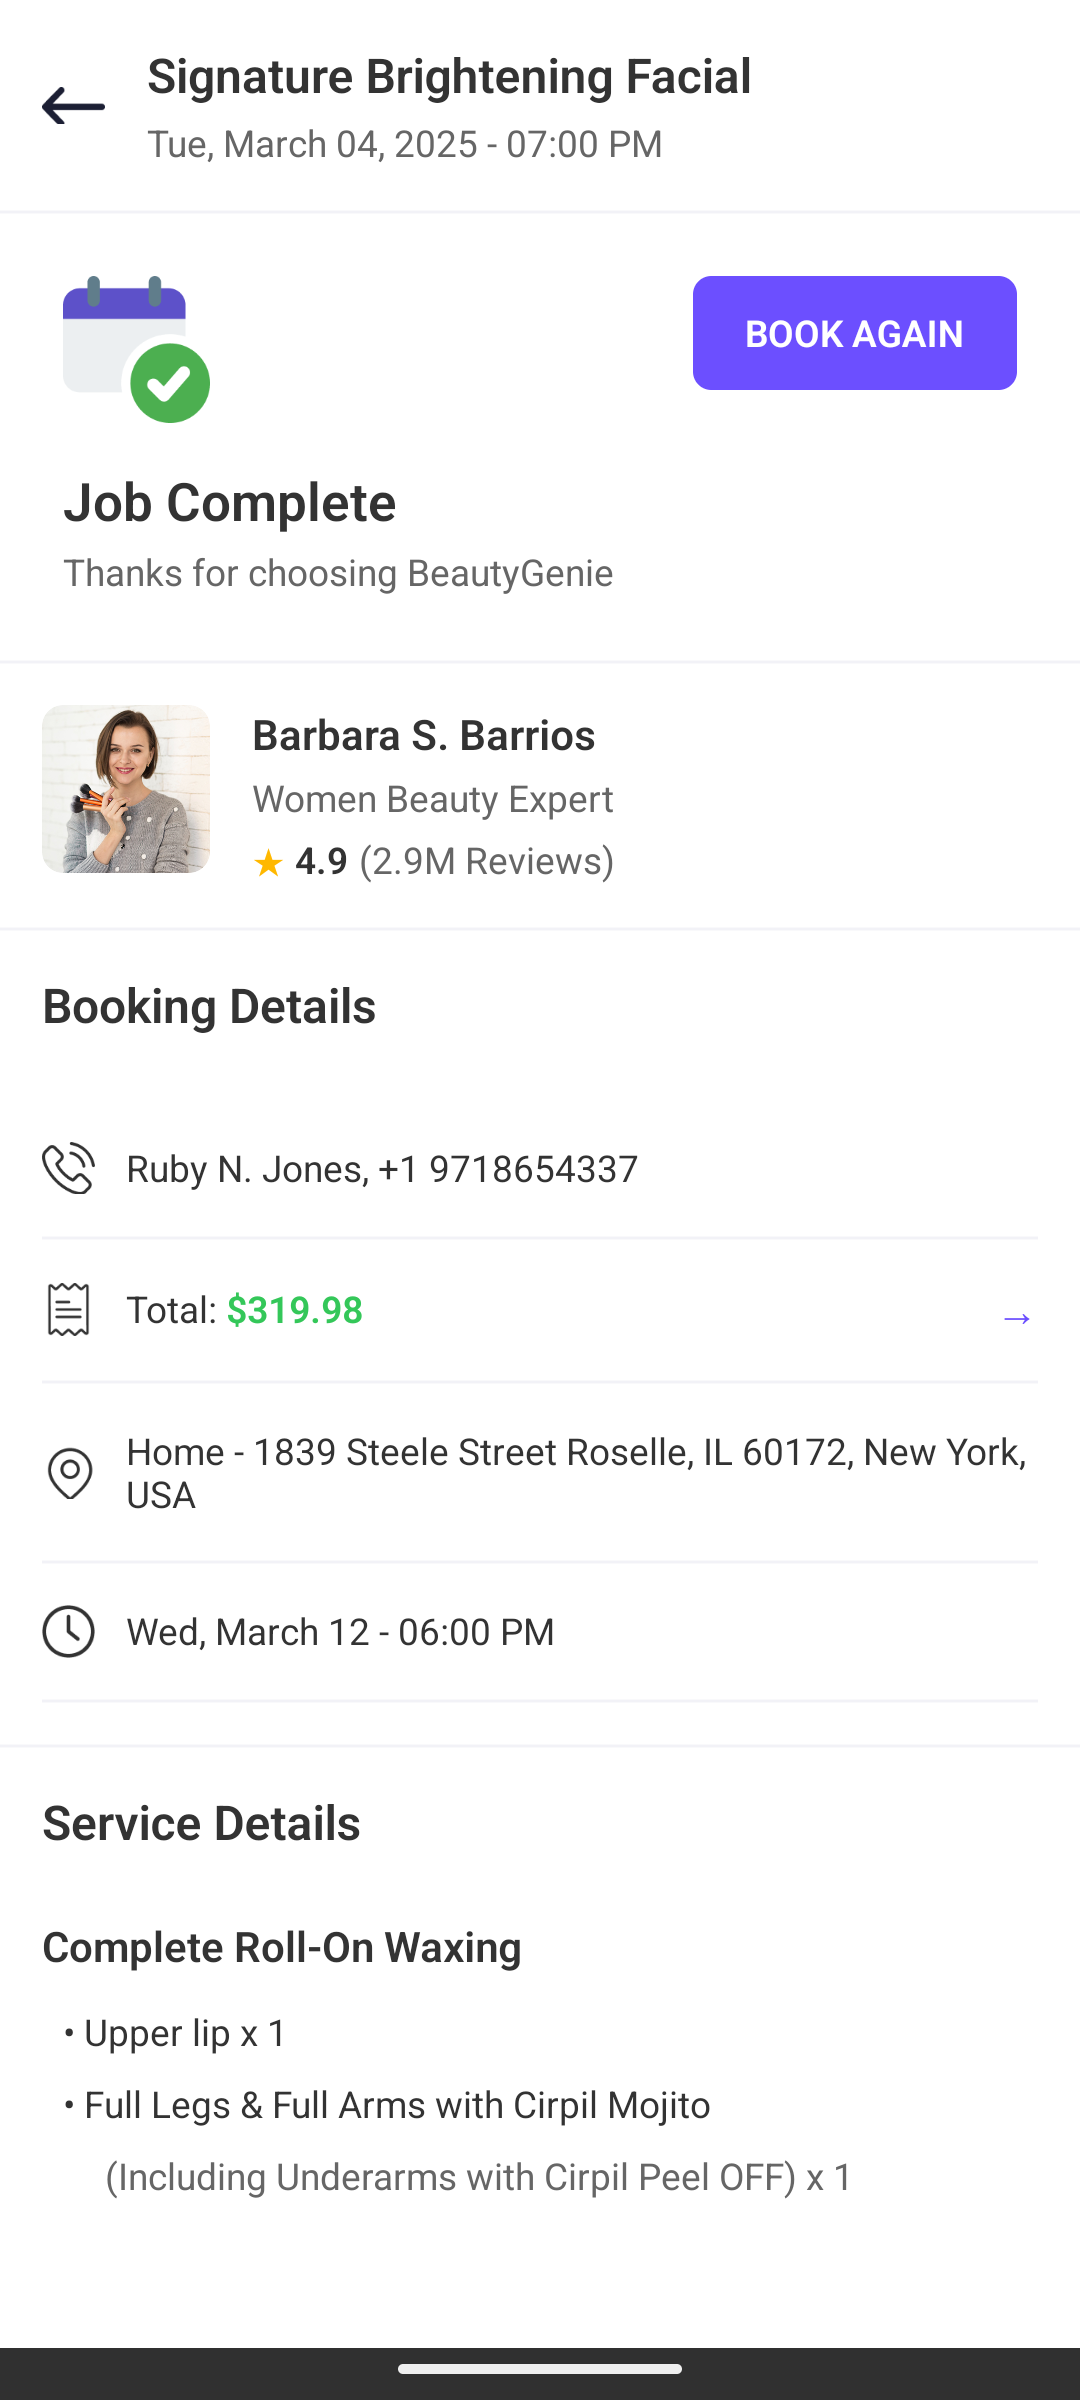 Signature Brightening Facial
Tue, March 04, 2025 - 07:00 PM
BOOK AGAIN
Job Complete
Thanks for choosing BeautyGenie
Barbara S. Barrios
Women Beauty Expert
★ 4.9 (2.9M Reviews)
Booking Details
Ruby N. Jones, +1 9718654337
Total: $319.98 →
Home - 1839 Steele Street Roselle, IL 60172, New York,
USA
Wed, March 12 - 06:00 PM
Service Details
Complete Roll-On Waxing
• Upper lip x 1
• Full Legs & Full Arms with Cirpil Mojito
(Including Underarms with Cirpil Peel OFF) x 1